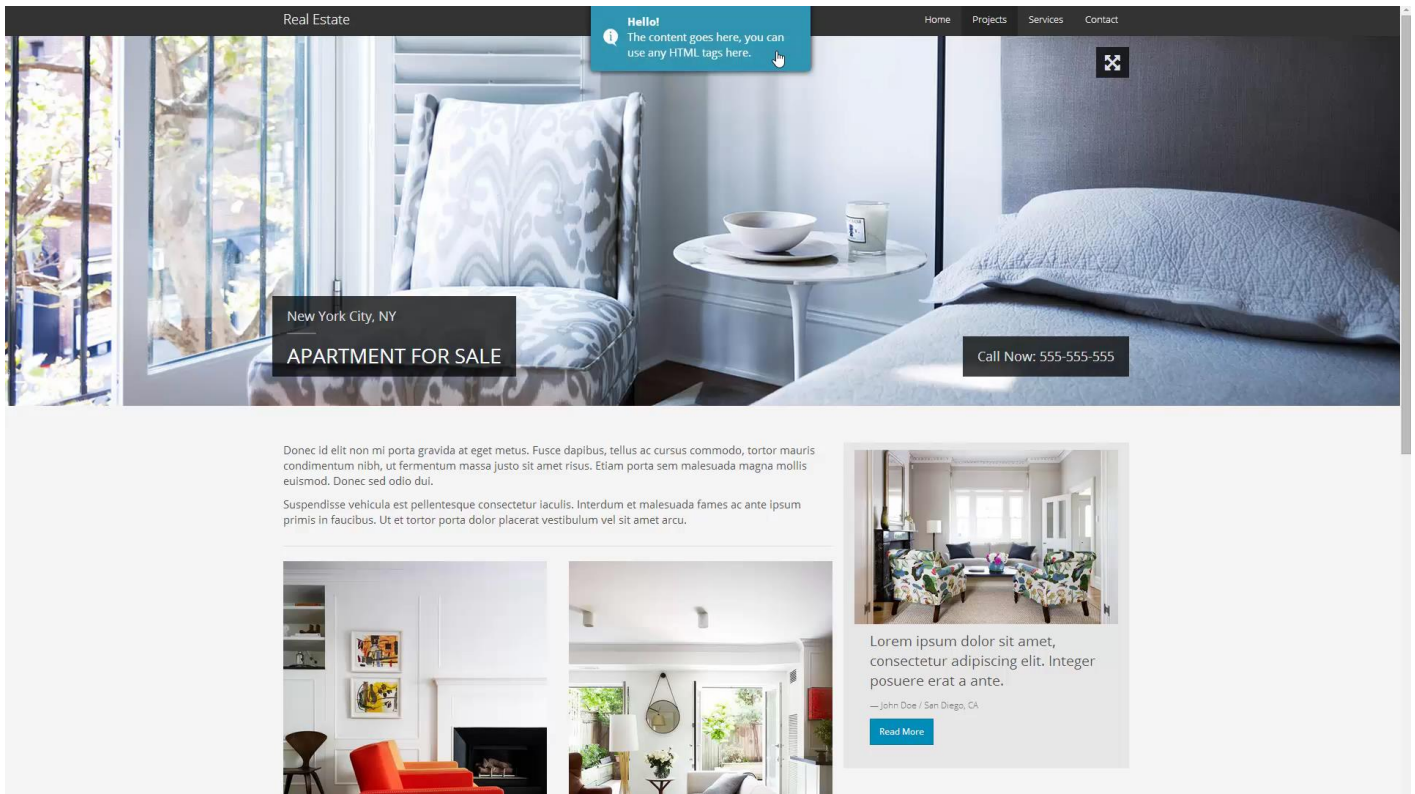 Real Estate
Hello!
The content goes here, you can
use any HTML tags here.
Home Projects Services Contact
New York City, NY
APARTMENT FOR SALE
Call Now: 555-555-555
Donec id elit non mi porta gravida at eget metus. Fusce dapibus, tellus ac cursus commodo, tortor mauris
condimentum nibh, ut fermentum massa justo sit amet risus. Etiam porta sem malesuada magna mollis
euismod. Donec sed odio dui.
Suspendisse vehicula est pellentesque consectetur iaculis. Interdum et malesuada fames ac ante ipsum
primis in faucibus. Ut et tortor porta dolor placerat vestibulum vel sit amet arcu.
Lorem ipsum dolor sit amet,
consectetur adipiscing elit. Integer
posuere erat a ante.
— John Doe / San Diego, CA
Read More